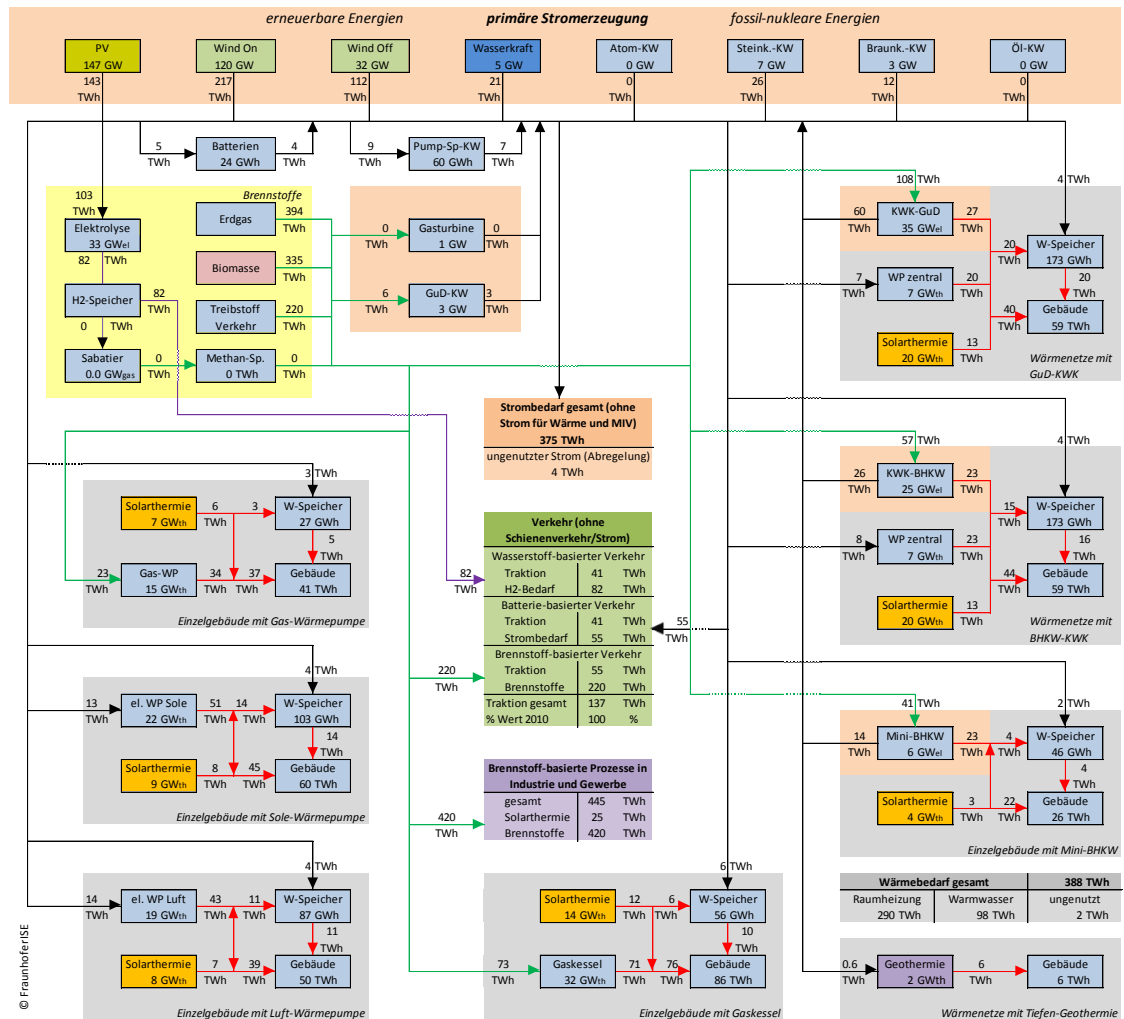 erneuerbare Energien
primäre Stromerzeugung
fossil-nukleare Energien
PV
147 GW
Wind On
120 GW
Wind Off
32 GW
Wasserkraft
5 GW
Atom-KW
0 GW
Steink.-KW
7 GW
Braunk.-KW
3 GW
Öl-KW
0 GW
143
TWh
217
TWh
112
TWh
21
TWh
0
TWh
26
TWh
12
TWh
0
TWh
5
TWh
Batterien
24 GWh
4
TWh
9
TWh
Pump-Sp-KW
60 GWh
7
TWh
Brennstoffe
103
TWh
Elektrolyse
33 GWel
82
TWh
H2-Speicher
82
TWh
0
TWh
Sabatier
0.0 GWgas
0
TWh
Erdgas
394
TWh
Biomasse
335
TWh
Treibstoff
Verkehr
220
TWh
Methan-Sp.
0 TWh
0
TWh
0
TWh
Gasturbine
1 GW
0
TWh
6
TWh
GuD-KW
3 GW
3
TWh
108 TWh
4 TWh
60
TWh
KWK-GuD
35 GWel
27
TWh
20
TWh
W-Speicher
173 GWh
7
TWh
WP zentral
7 GWth
20
TWh
20
TWh
40
TWh
Gebäude
59 TWh
Solarthermie
20 GWth
13
TWh
Wärmenetze mit
GuD-KWK
Strombedarf gesamt (ohne
Strom für Wärme und MIV)
375 TWh
ungenutzter Strom (Abregelung)
4 TWh
57 TWh
4 TWh
26
TWh
KWK-BHKW
25 GWel
23
TWh
15
TWh
W-Speicher
173 GWh
8
TWh
WP zentral
7 GWth
23
TWh
16
TWh
44
TWh
Gebäude
59 TWh
Solarthermie
20 GWth
13
TWh
Wärmenetze mit
BHKW-KWK
3 TWh
Solarthermie
7 GWth
6
TWh
3
W-Speicher
27 GWh
5
TWh
23
TWh
Gas-WP
15 GWth
34
TWh
37
TWh
Gebäude
41 TWh
Einzelgebäude mit Gas-Wärmepumpe
Verkehr (ohne
Schienenverkehr/Strom)
Wasserstoff-basierter Verkehr
Traktion 41 TWh
H2-Bedarf 82 TWh
Batterie-basierter Verkehr
Traktion 41 TWh
Strombedarf 55 TWh
Brennstoff-basierter Verkehr
Traktion 55 TWh
Brennstoffe 220 TWh
Traktion gesamt 137 TWh
% Wert 2010 100 %
82
TWh
55
TWh
220
TWh
4 TWh
13
TWh
el. WP Sole
22 GWth
51
TWh
14
W-Speicher
103 GWh
14
TWh
Solarthermie
9 GWth
8
TWh
45
TWh
Gebäude
60 TWh
Einzelgebäude mit Sole-Wärmepumpe
41 TWh
2 TWh
14
TWh
Mini-BHKW
6 GWel
23
TWh
4
TWh
W-Speicher
46 GWh
4
TWh
Solarthermie
4 GWth
3
TWh
22
TWh
Gebäude
26 TWh
Einzelgebäude mit Mini-BHKW
Brennstoff-basierte Prozesse in
Industrie und Gewerbe
gesamt 445 TWh
Solarthermie 25 TWh
Brennstoffe 420 TWh
420
TWh
4 TWh
14
TWh
el. WP Luft
19 GWth
43
TWh
11
TWh
W-Speicher
87 GWh
11
TWh
Solarthermie
8 GWth
7
TWh
39
TWh
Gebäude
50 TWh
Einzelgebäude mit Luft-Wärmepumpe
6 TWh
Solarthermie
14 GWth
12
TWh
6
TWh
W-Speicher
56 GWh
10
TWh
73
TWh
Gaskessel
32 GWth
71
TWh
76
TWh
Gebäude
86 TWh
Einzelgebäude mit Gaskessel
Wärmebedarf gesamt 388 TWh
Raumheizung Warmwasser ungenutzt
290 TWh 98 TWh 2 TWh
0.6
TWh
Geothermie
2 GWth
6
TWh
Gebäude
6 TWh
Wärmenetze mit Tiefen-Geothermie
© Fraunhofer ISE